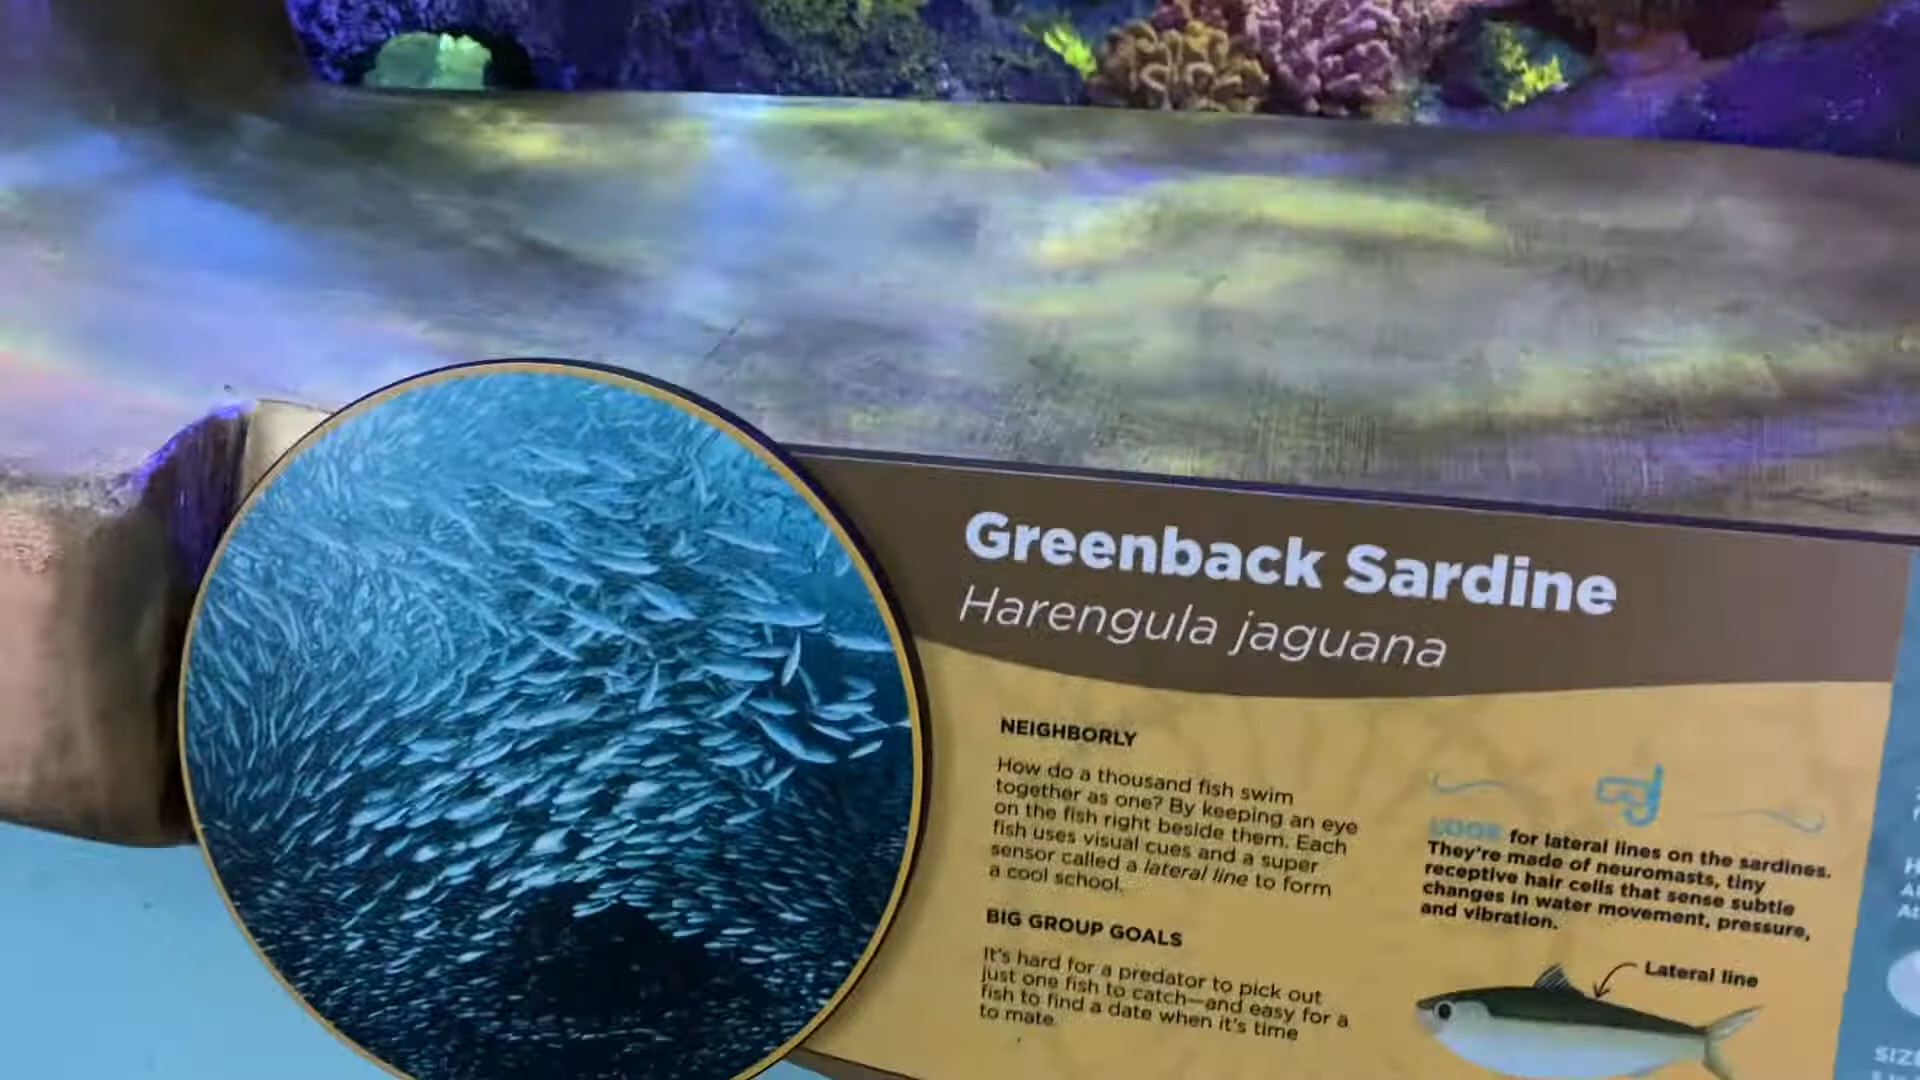 Greenback Sardine
Harengula jaguana
NEIGHBORLY
How do a thousand fish swim
together as one? By keeping an eye
on the fish right beside them. Each
fish uses visual cues and a super
sensor called a lateral line to form
a cool school.
BIG GROUP GOALS
It's hard for a predator to pick out
just one fish to catch—and easy for a
fish to find a date when it's time
to mate.
LOOK for lateral lines on the sardines.
They're made of neuromasts, tiny
receptive hair cells that sense subtle
changes in water movement, pressure,
and vibration.
Lateral line